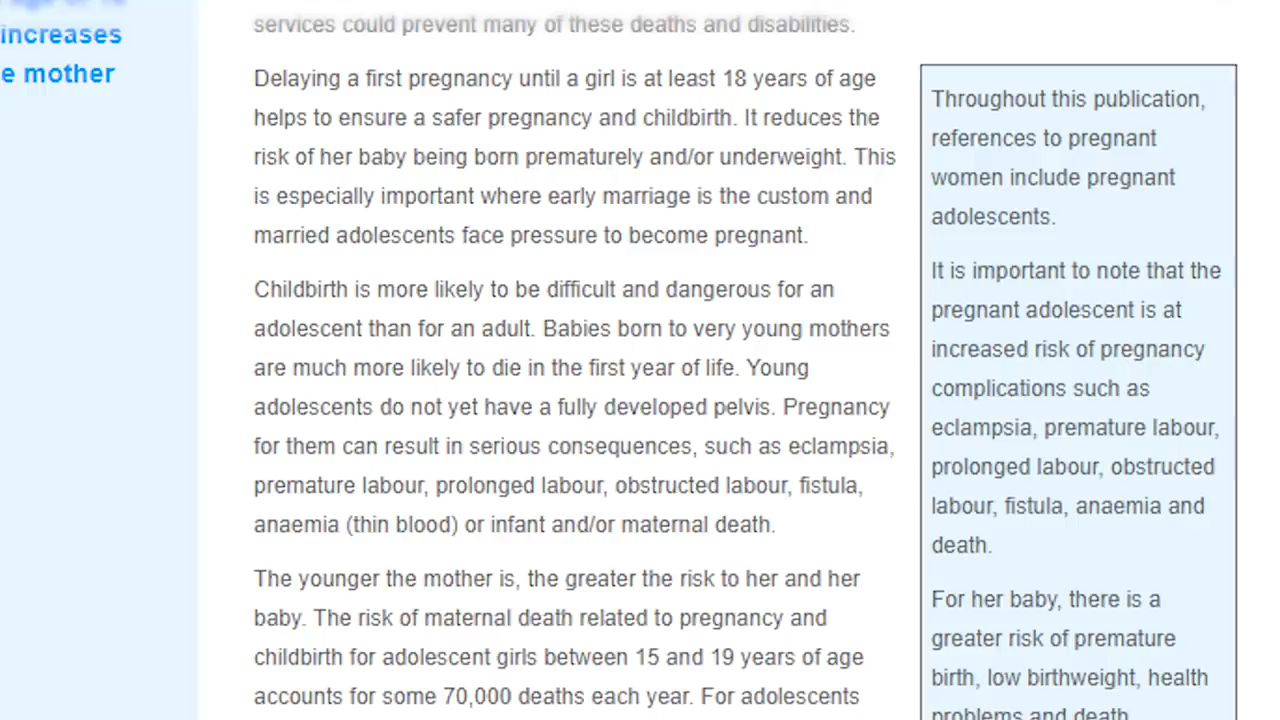 increases
e mother
services could prevent many of these deaths and disabilities.
Delaying a first pregnancy until a girl is at least 18 years of age
helps to ensure a safer pregnancy and childbirth. It reduces the
risk of her baby being born prematurely and/or underweight. This
is especially important where early marriage is the custom and
married adolescents face pressure to become pregnant.
Childbirth is more likely to be difficult and dangerous for an
adolescent than for an adult. Babies born to very young mothers
are much more likely to die in the first year of life. Young
adolescents do not yet have a fully developed pelvis. Pregnancy
for them can result in serious consequences, such as eclampsia,
premature labour, prolonged labour, obstructed labour, fistula,
anaemia (thin blood) or infant and/or maternal death.
The younger the mother is, the greater the risk to her and her
baby. The risk of maternal death related to pregnancy and
childbirth for adolescent girls between 15 and 19 years of age
accounts for some 70,000 deaths each year. For adolescents
Throughout this publication,
references to pregnant
women include pregnant
adolescents.
It is important to note that the
pregnant adolescent is at
increased risk of pregnancy
complications such as
eclampsia, premature labour,
prolonged labour, obstructed
labour, fistula, anaemia and
death.
For her baby, there is a
greater risk of premature
birth, low birthweight, health
problems and death